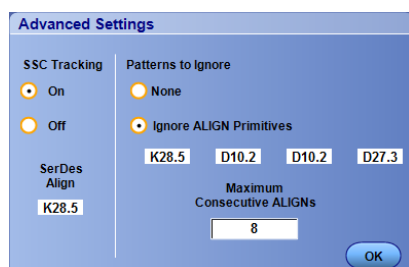 Advanced Settings
SSC Tracking
On
Off
SerDes
Align
K28.5
Patterns to Ignore
None
Ignore ALIGN Primitives
K28.5 D10.2 D10.2 D27.3
Maximum
Consecutive ALIGNs
8
OK